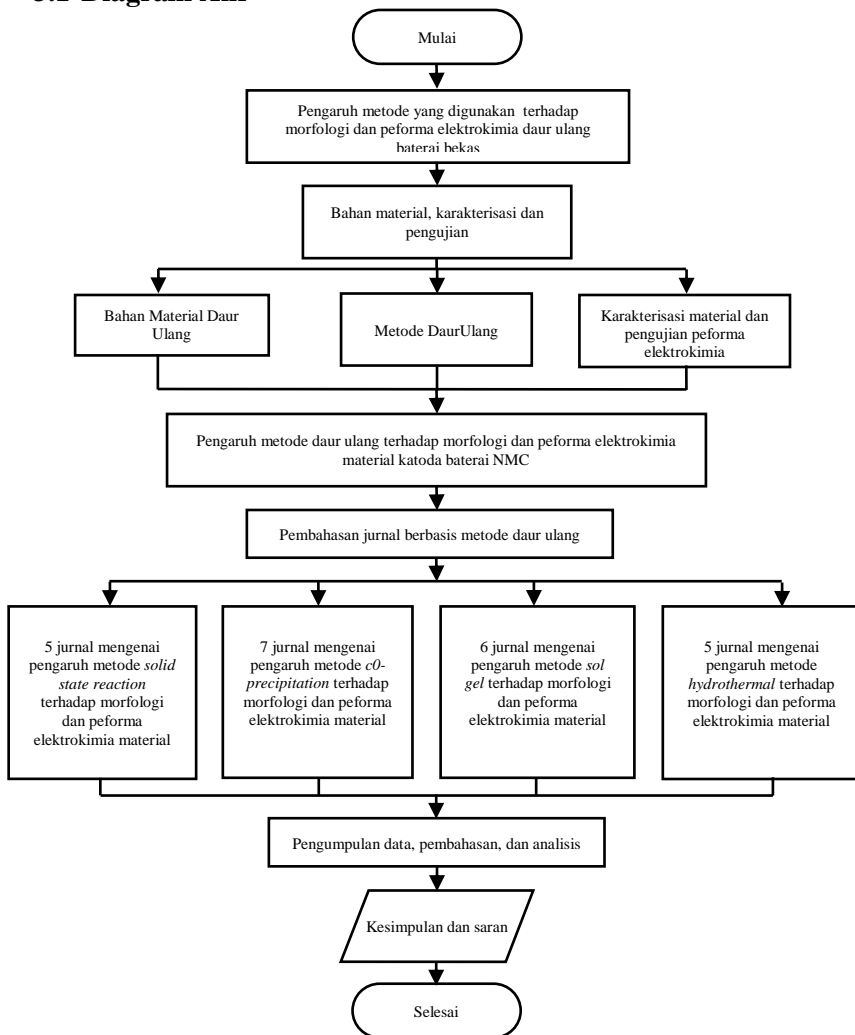 Mulai
Pengaruh metode yang digunakan terhadap
morfologi dan peforma elektrokimia daur ulang
baterai bekas
Bahan material, karakterisasi dan
pengujian
Bahan Material Daur
Ulang
Metode DaurUlang
Karakterisasi material dan
pengujian peforma
elektrokimia
Pengaruh metode daur ulang terhadap morfologi dan peforma elektrokimia
material katoda baterai NMC
Pembahasan jurnal berbasis metode daur ulang
5 jurnal mengenai
pengaruh metode solid
state reaction
terhadap morfologi
dan peforma
elektrokimia material
7 jurnal mengenai
pengaruh metode c0-
precipitation terhadap
morfologi dan peforma
elektrokimia material
6 jurnal mengenai
pengaruh metode sol
gel terhadap morfologi
dan peforma
elektrokimia material
5 jurnal mengenai
pengaruh metode
hydrothermal terhadap
morfologi dan peforma
elektrokimia material
Pengumpulan data, pembahasan, dan analisis
Kesimpulan dan saran
Selesai